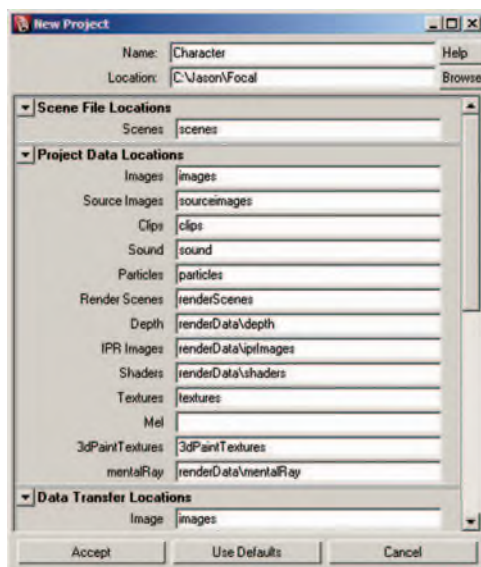 New Project
Name: Character Help
Location: C:\Jason\Focal Browse
Scene File Locations
Scenes scenes
Project Data Locations
Images images
Source Images sourceimages
Clips clips
Sound sound
Particles particles
Render Scenes renderScenes
Depth renderData\depth
IPR Images renderData\iprImages
Shaders renderData\shaders
Textures textures
Mel
3dPaintTextures 3dPaintTextures
mentalRay renderData\mentalRay
Data Transfer Locations
Image images
Accept Use Defaults Cancel